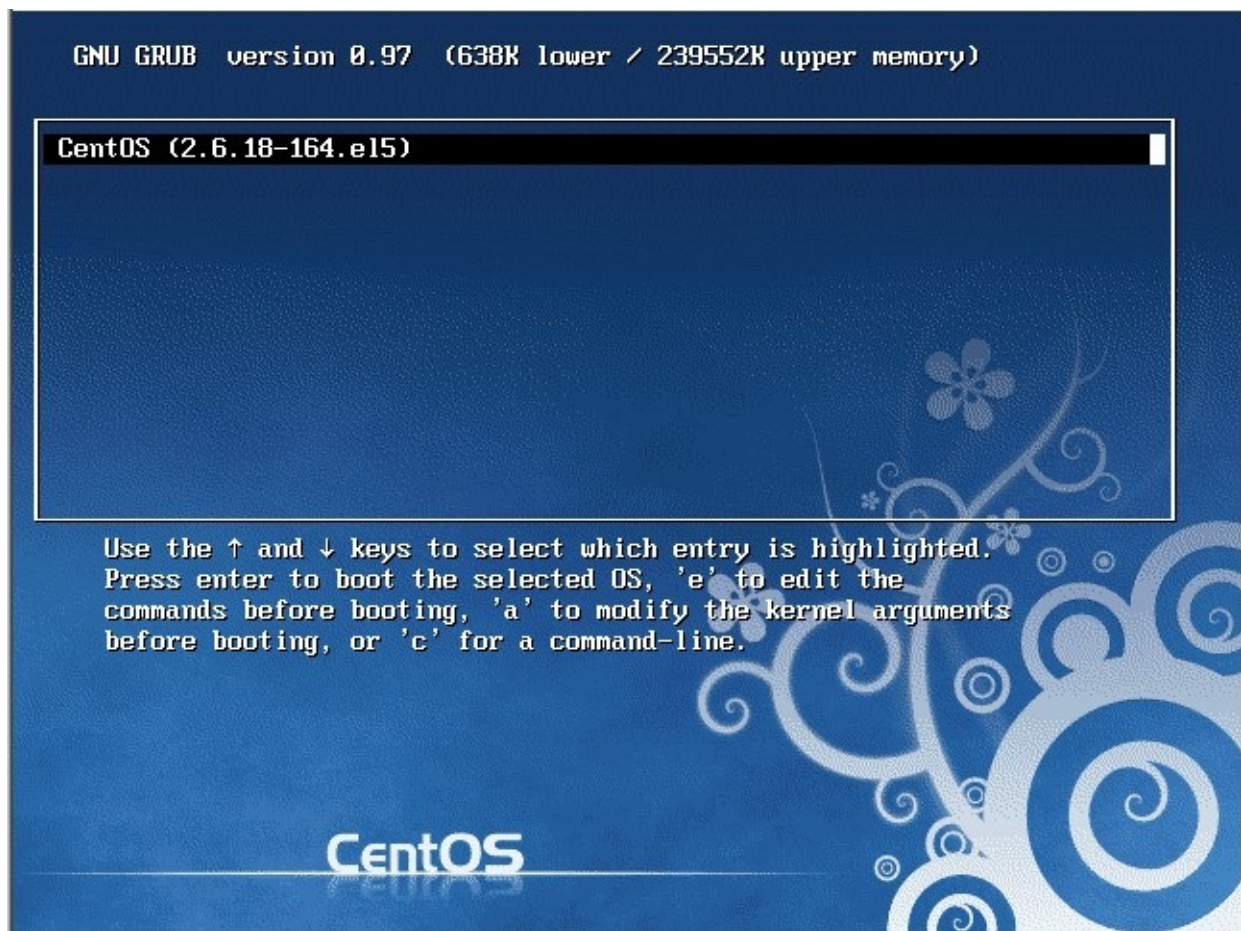 GNU GRUB  version 0.97  (638K lower / 239552K upper memory)
CentOS (2.6.18-164.el5)
Use the ↑ and ↓ keys to select which entry is highlighted.
Press enter to boot the selected OS, 'e' to edit the
commands before booting, 'a' to modify the kernel arguments
before booting, or 'c' for a command-line.
CentOS